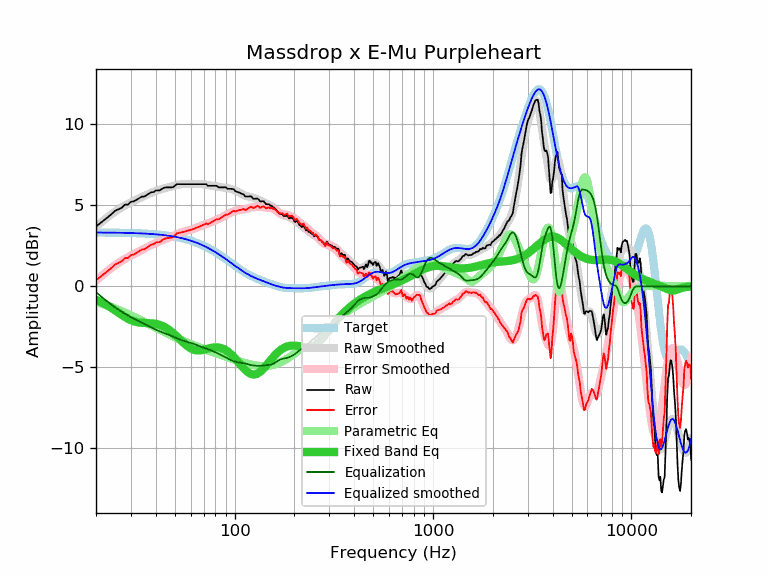 Massdrop x E-Mu Purpleheart
Amplitude (dBr)
10
5
0
−5
−10
Target
Raw Smoothed
Error Smoothed
Raw
Error
Parametric Eq
Fixed Band Eq
Equalization
Equalized smoothed
100 1000 10000
Frequency (Hz)